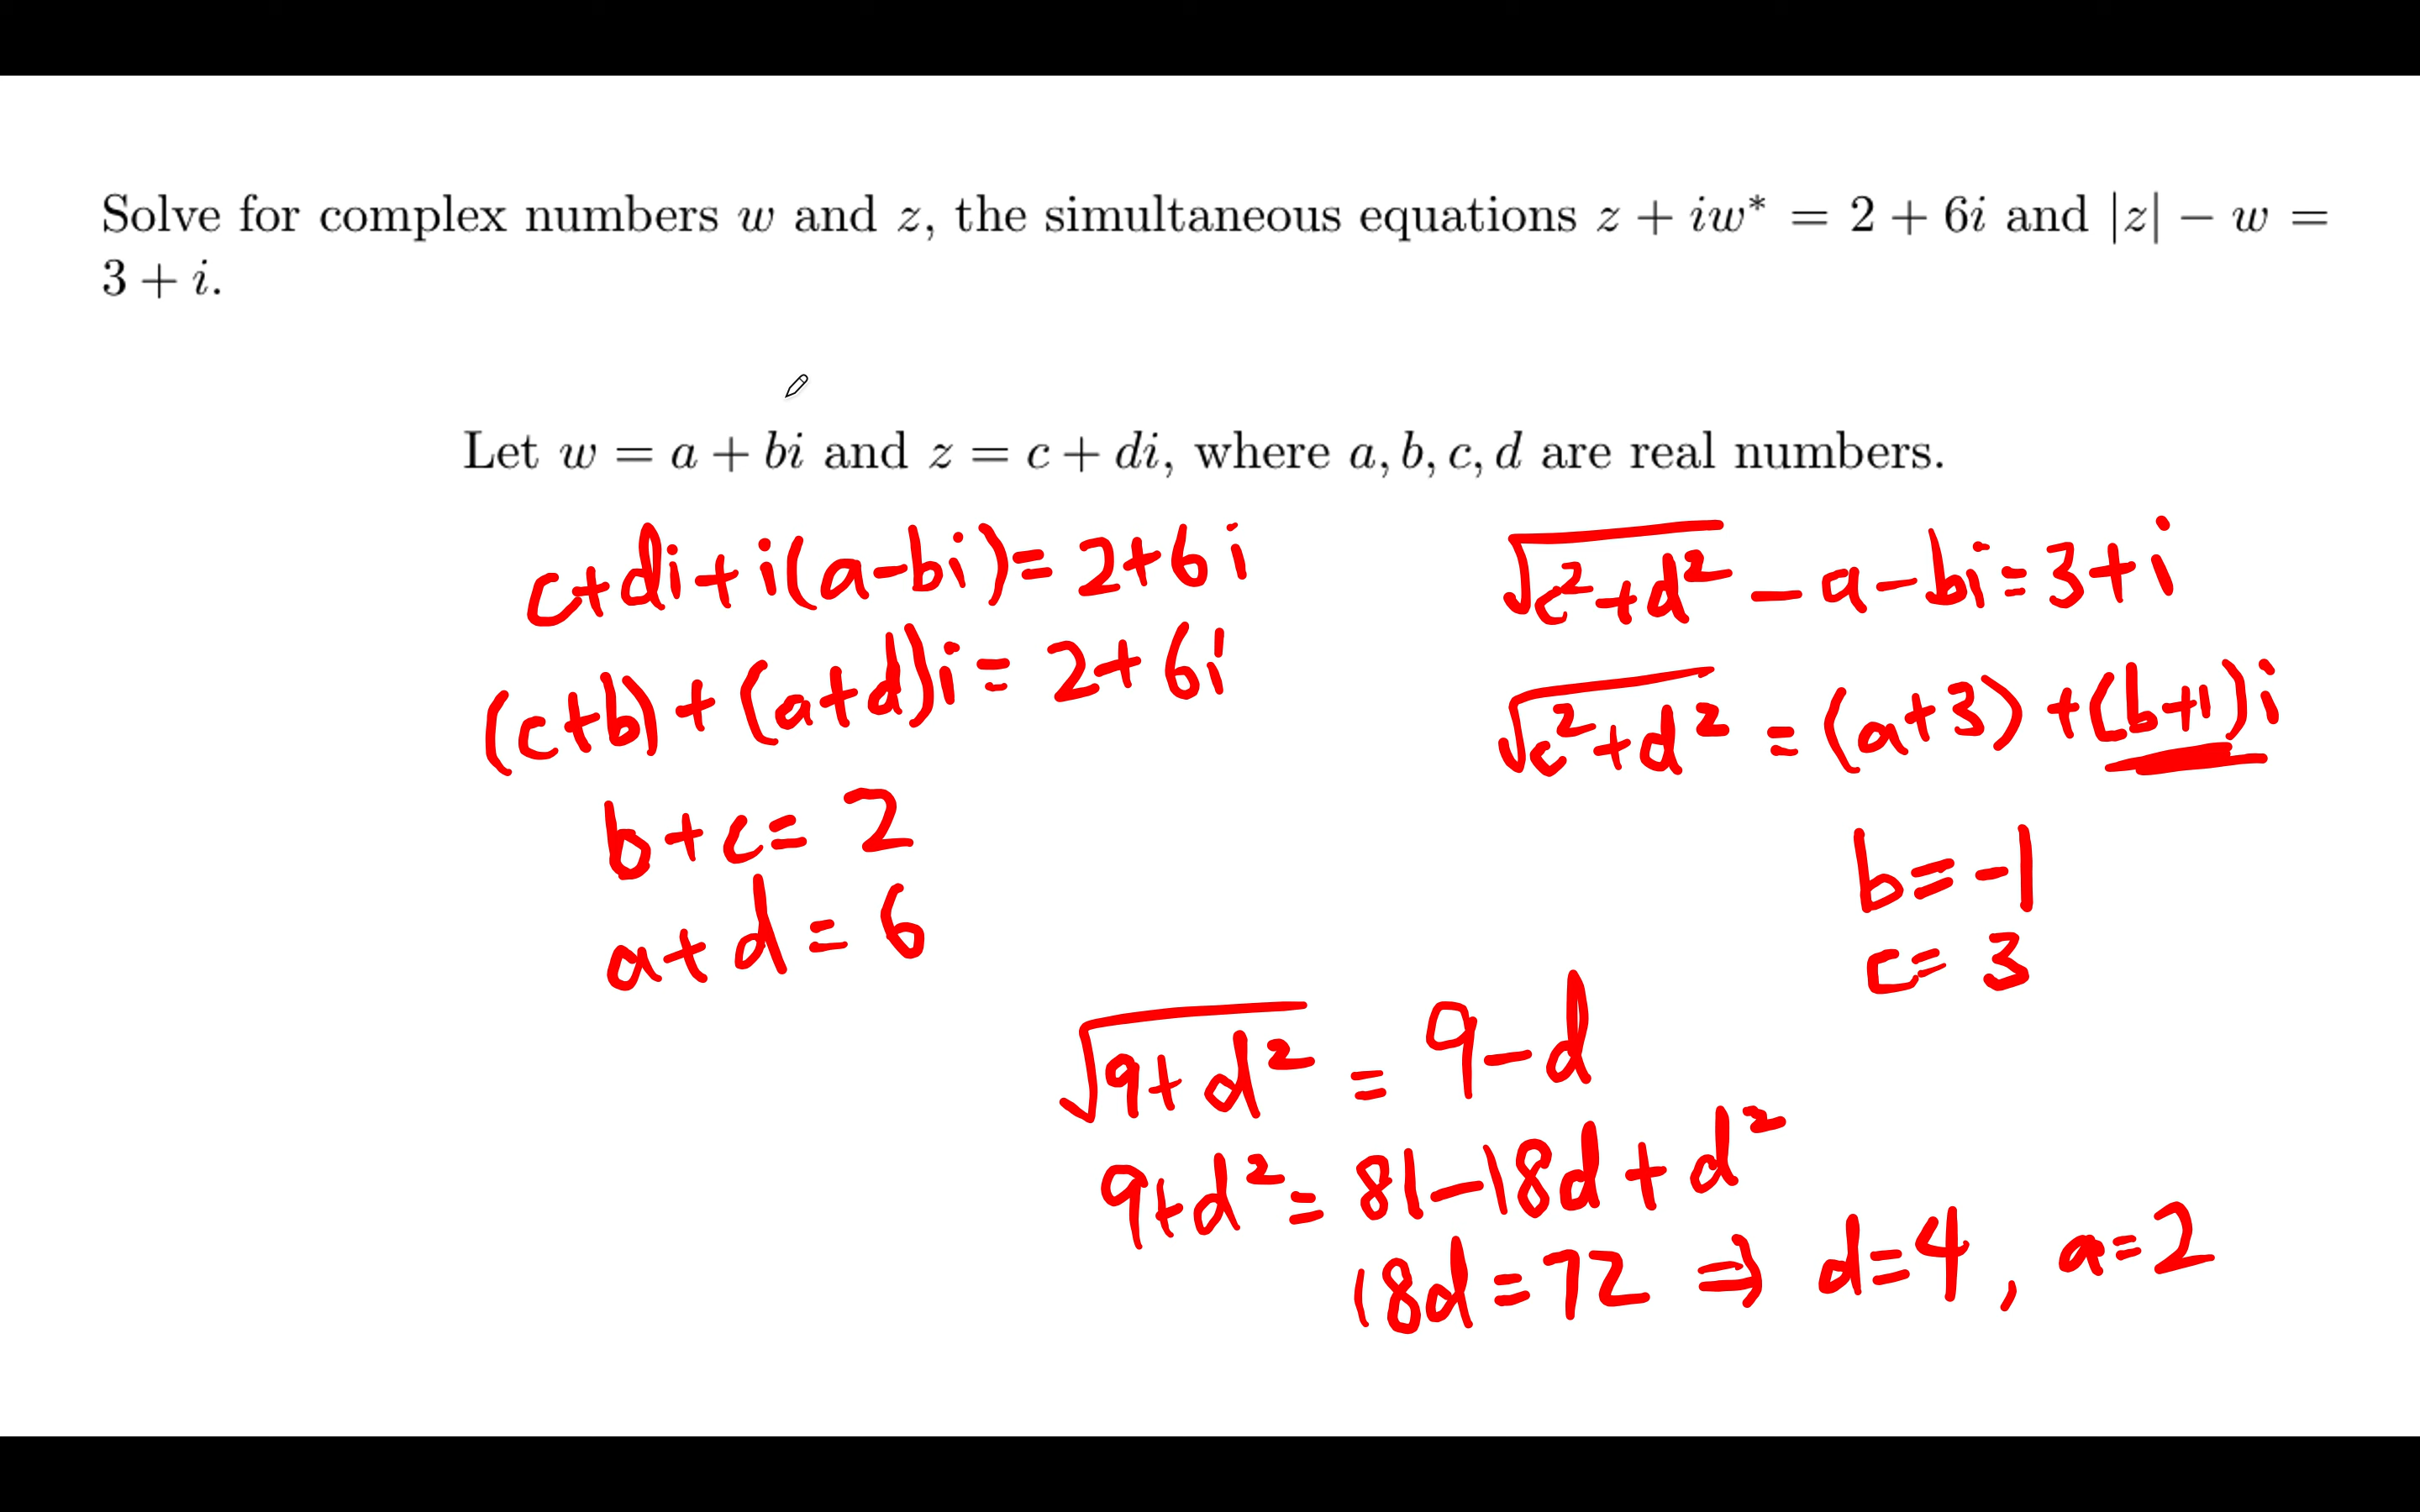 Solve for complex numbers w and z, the simultaneous equations z + iw* = 2 + 6i and |z| − w =
3 + i.
Let w = a + bi and z = c + di, where a, b, c, d are real numbers.
c+di+i(a-bi)=2+6i
(c+b)+(a+d)i=2+6i
b+c=2
a+d=6
√(c²+d²) - a - bi = 3+i
√(c²+d²) = (a+3)+(b+1)i
b=-1
c=3
√(9+d²) = 9-d
9+d²=81-18d+d²
18d=72 ⇒ d=4, a=2